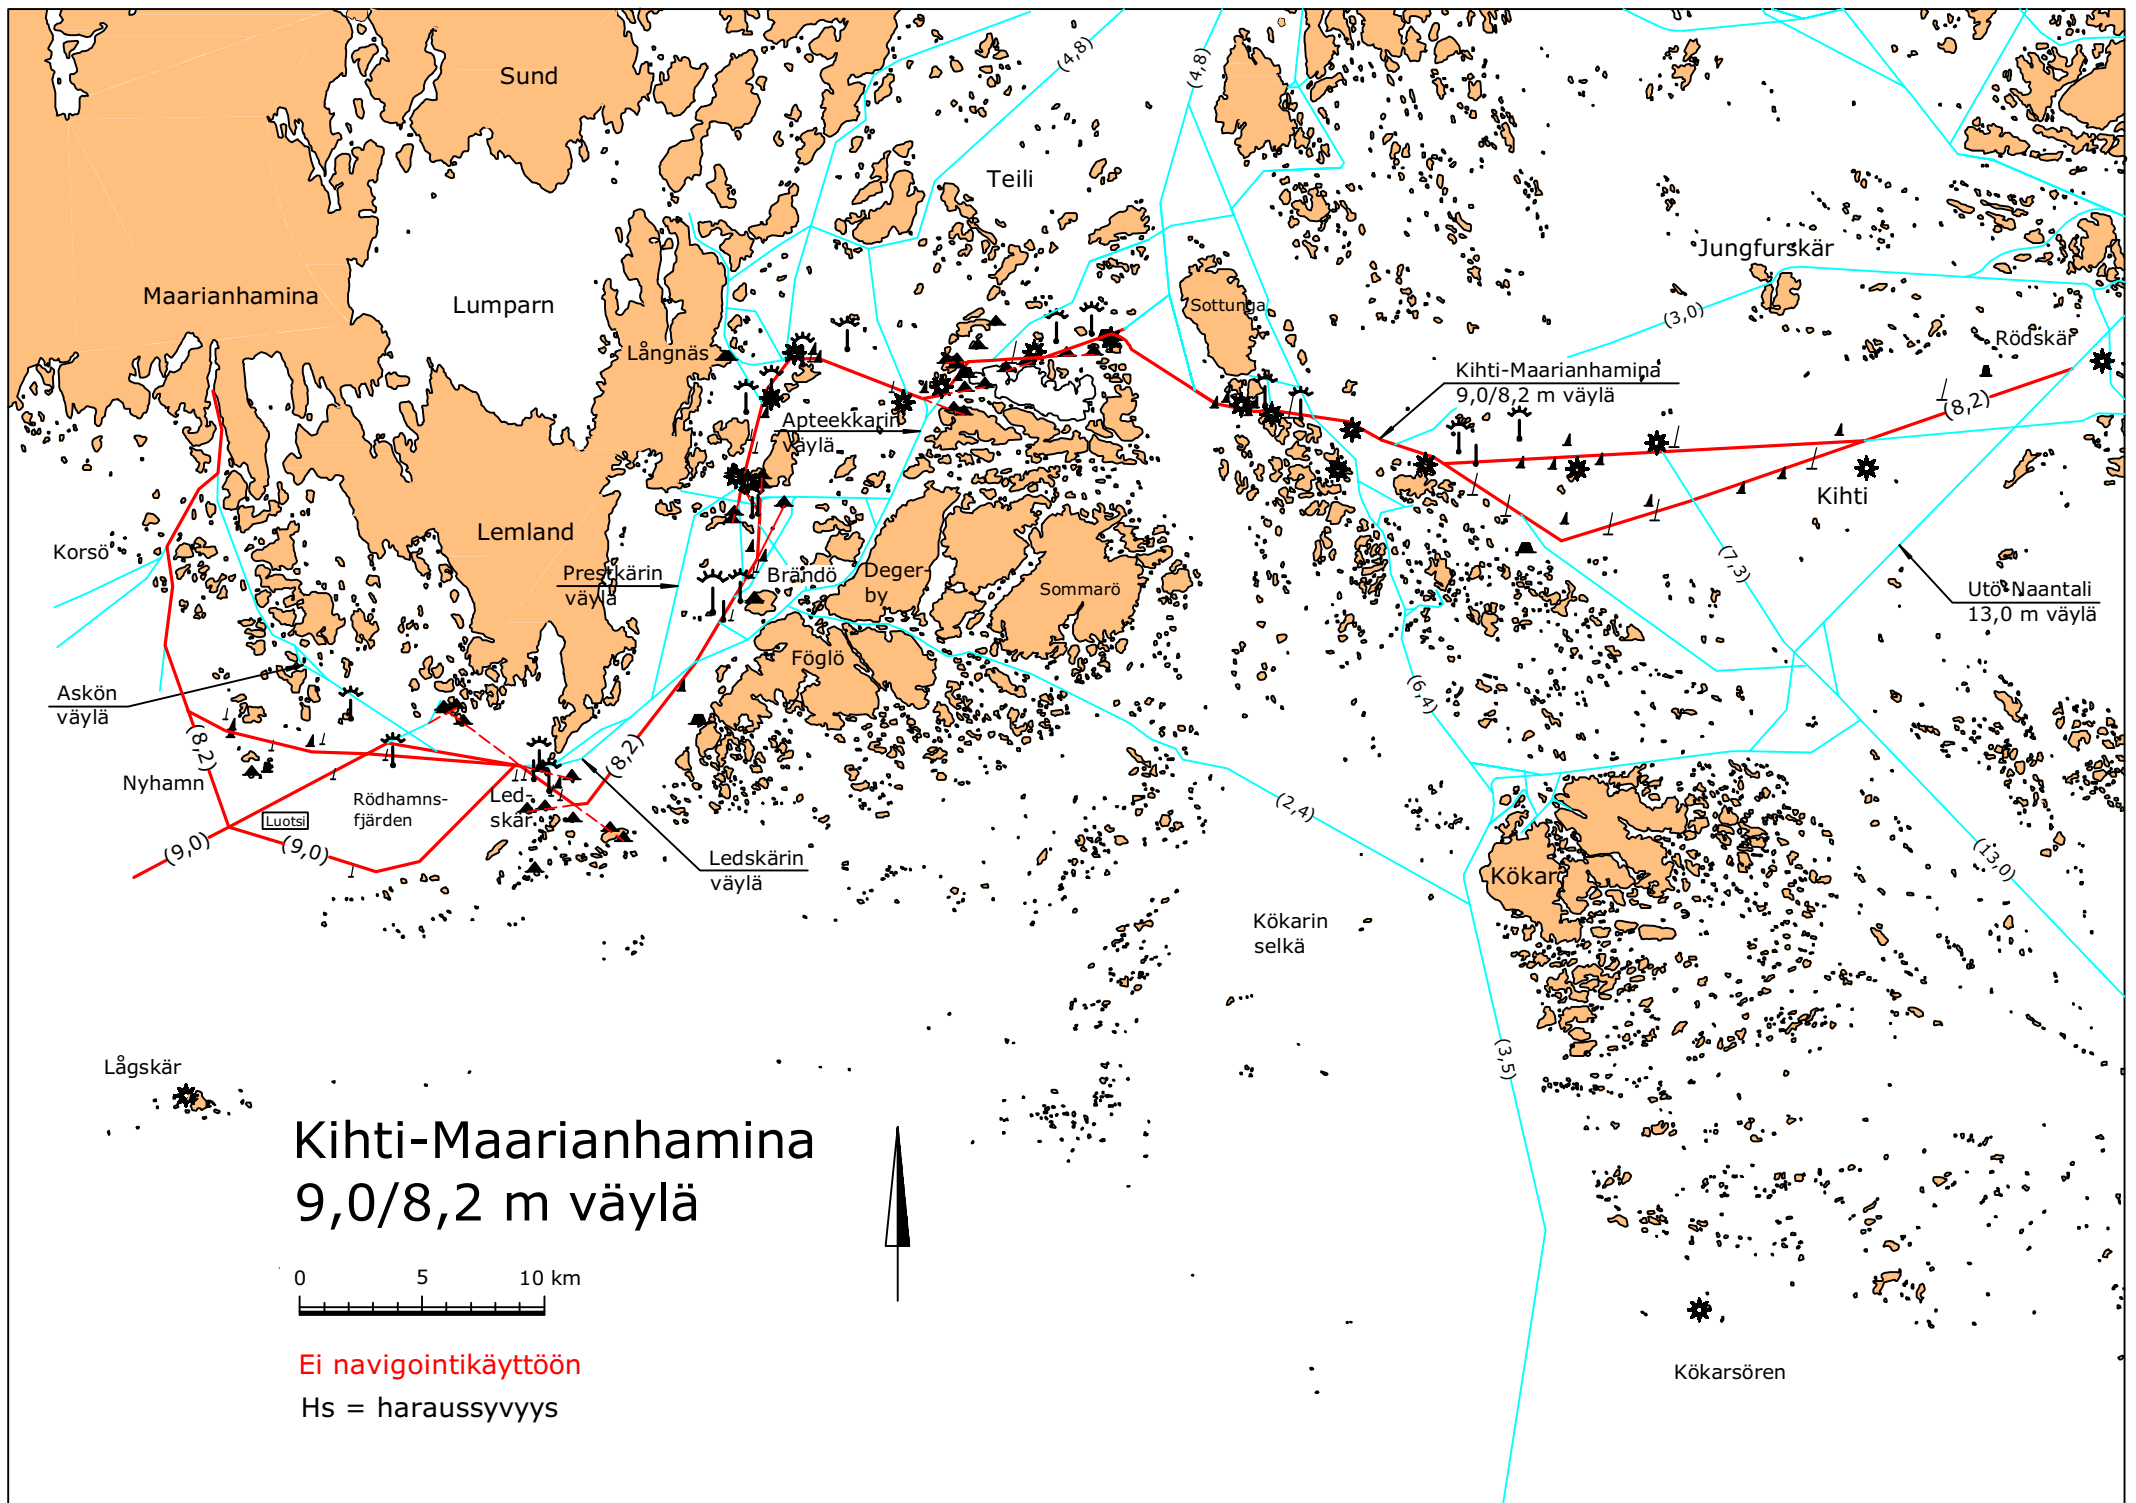 Sund
(4,8)
(4,8)
Teili
Jungfurskär
Maarianhamina
Lumparn
Sottunga
(3,0)
Rödskär
Långnäs
Kihti-Maarianhamina
9,0/8,2 m väylä
(8,2)
Apteekkarin
väylä
Kihti
Lemland
Korsö
Prestkärin
väylä
Brändö
Deger-
by
Sommarö
(7,3)
Utö-Naantali
13,0 m väylä
Föglö
Askön
väylä
(6,4)
(8,2)
(8,2)
Nyhamn
Rödhamns-
fjärden
Led-
skär
(2,4)
Luotsi
(9,0)
(9,0)
Ledskärin
väylä
(13,0)
Kökar
Kökarin
selkä
(3,5)
Lågskär
Kihti-Maarianhamina
9,0/8,2 m väylä
0 5 10 km
Ei navigointikäyttöön
Hs = haraussyvyys
Kökarsören